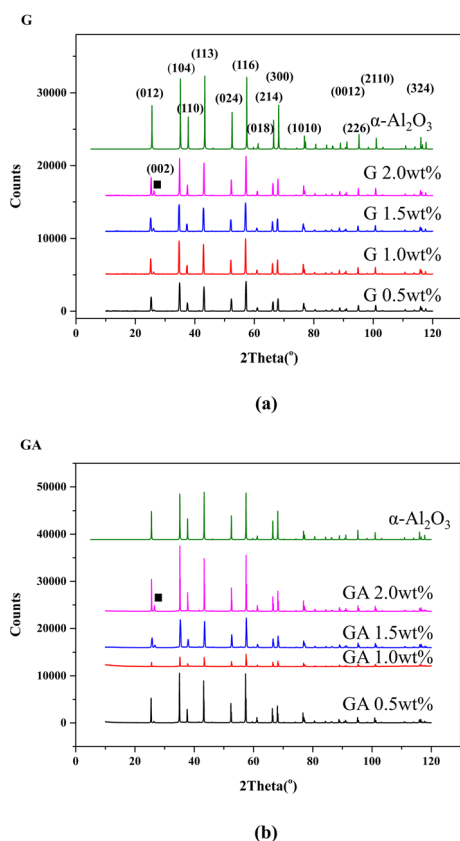 G
(113)
(104)
(116)
(300)
(012)
(2110)
(110)
(024)
(214)
(0012)
(324)
(018)
(1010)
(226)
α-Al₂O₃
(002)
G 2.0wt%
G 1.5wt%
G 1.0wt%
G 0.5wt%
30000
20000
10000
0
Counts
0 20 40 60 80 100 120
2Theta(°)
(a)
GA
50000
40000
30000
20000
10000
0
Counts
α-Al₂O₃
GA 2.0wt%
GA 1.5wt%
GA 1.0wt%
GA 0.5wt%
0 20 40 60 80 100 120
2Theta(°)
(b)